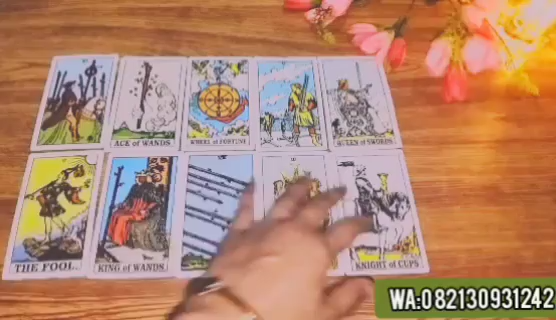 ACE of WANDS.
WHEEL of FORTUNE
QUEEN of SWORDS.
THE FOOL.
KING of WANDS.
KNIGHT of CUPS.
WA:082130931242